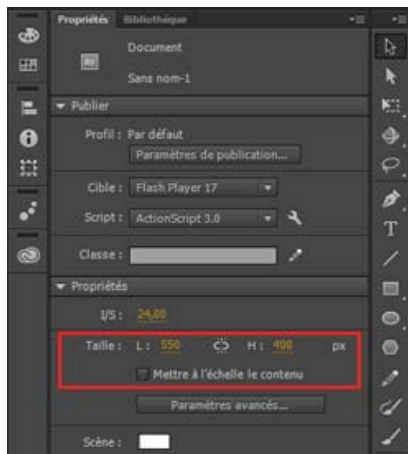 Propriétés Bibliothèque
Document
As
Sans nom-1
Publier
Profil : Par défaut
Paramètres de publication...
Cible : Flash Player 17
Script : ActionScript 3.0
Classe :
Propriétés
I/S : 24,00
Taille : L : 550 H : 400 px
Mettre à l'échelle le contenu
Paramètres avancés...
Scène :
T